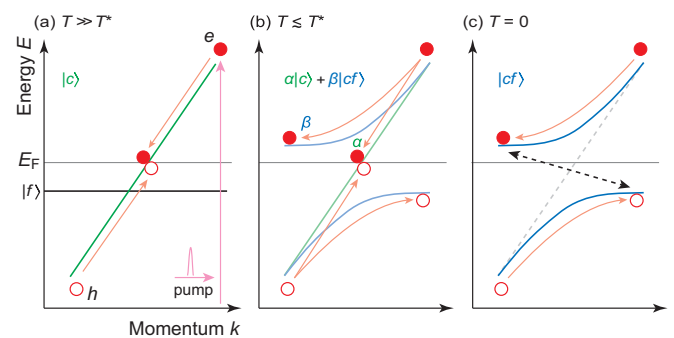 (a) T ≫ T*
(b) T ≲ T*
(c) T = 0
Energy E
e
|c⟩
α|c⟩ + β|cf⟩
|cf⟩
β
α
E_F
|f⟩
h
pump
Momentum k